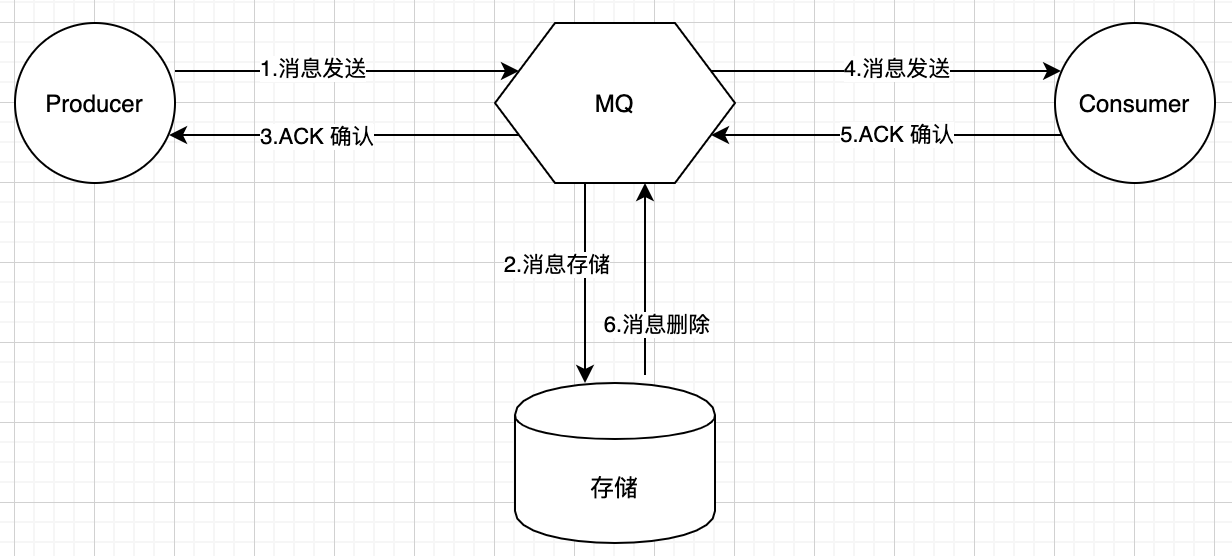 Producer
1.消息发送
3.ACK 确认
MQ
4.消息发送
5.ACK 确认
Consumer
2.消息存储
6.消息删除
存储